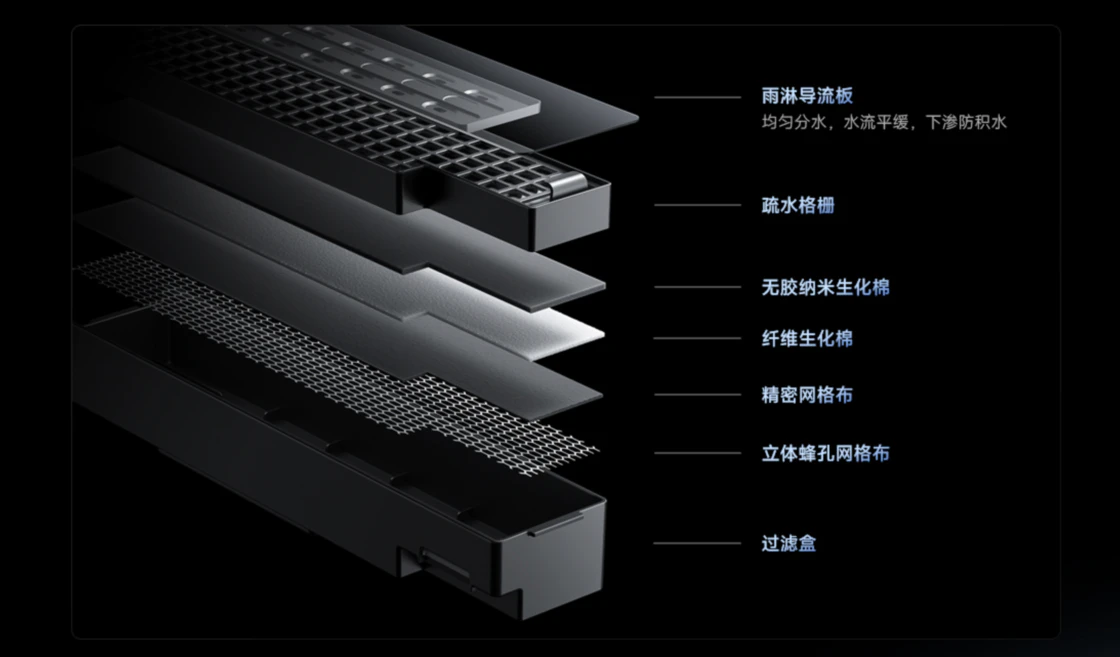 雨淋导流板
均匀分水，水流平缓，下渗防积水
疏水格栅
无胶纳米生化棉
纤维生化棉
精密网格布
立体蜂孔网格布
过滤盒